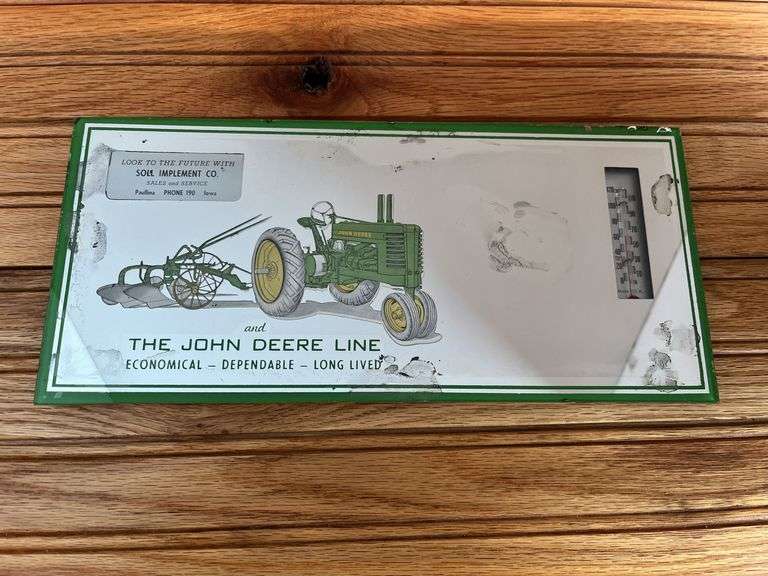 LOOK TO THE FUTURE WITH
SOLL IMPLEMENT CO.
SALES and SERVICE
Paullina PHONE 190 Iowa
JOHN DEERE
and
THE JOHN DEERE LINE
ECONOMICAL – DEPENDABLE – LONG LIVED